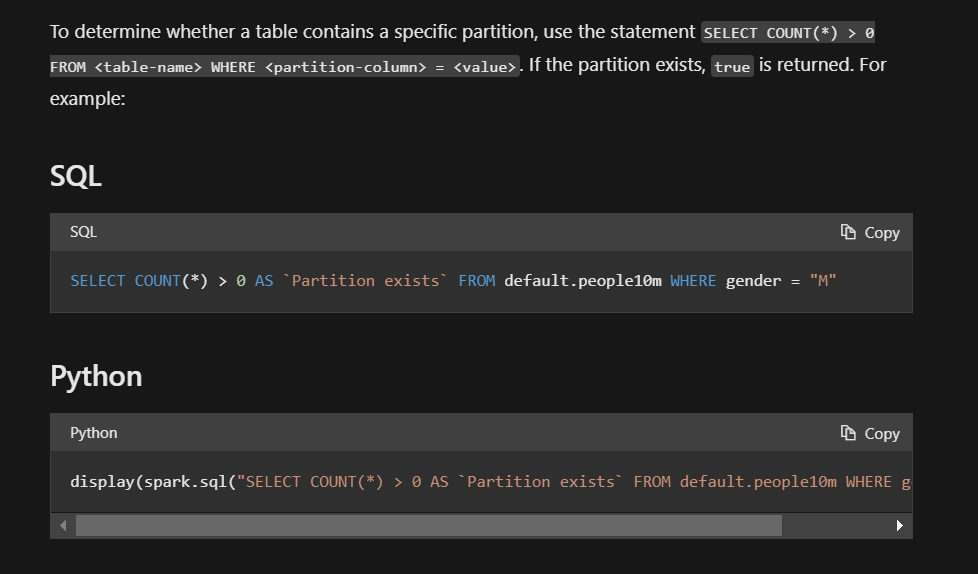 To determine whether a table contains a specific partition, use the statement SELECT COUNT(*) > 0
FROM <table-name> WHERE <partition-column> = <value>. If the partition exists, true is returned. For
example:
SQL
SQL
Copy
SELECT COUNT(*) > 0 AS `Partition exists` FROM default.people10m WHERE gender = "M"
Python
Python
Copy
display(spark.sql("SELECT COUNT(*) > 0 AS `Partition exists` FROM default.people10m WHERE g